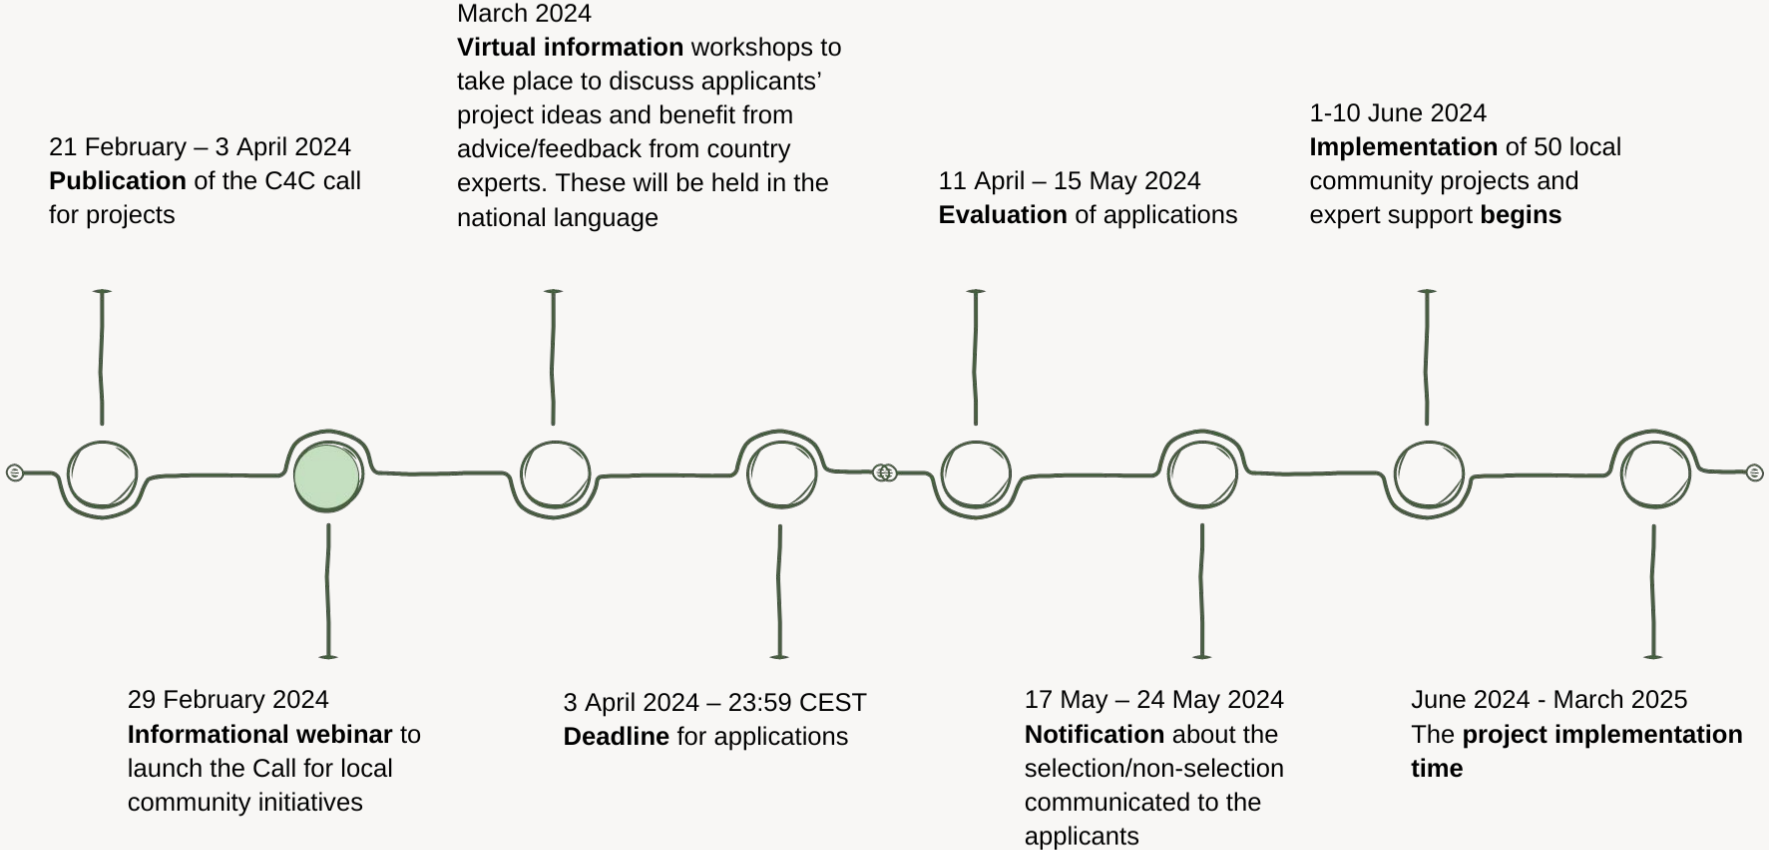 21 February – 3 April 2024
Publication of the C4C call
for projects
29 February 2024
Informational webinar to
launch the Call for local
community initiatives
March 2024
Virtual information workshops to
take place to discuss applicants’
project ideas and benefit from
advice/feedback from country
experts. These will be held in the
national language
3 April 2024 – 23:59 CEST
Deadline for applications
11 April – 15 May 2024
Evaluation of applications
17 May – 24 May 2024
Notification about the
selection/non-selection
communicated to the
applicants
1-10 June 2024
Implementation of 50 local
community projects and
expert support begins
June 2024 - March 2025
The project implementation
time